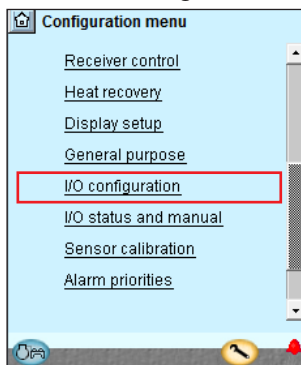 Configuration menu
Receiver control
Heat recovery
Display setup
General purpose
I/O configuration
I/O status and manual
Sensor calibration
Alarm priorities